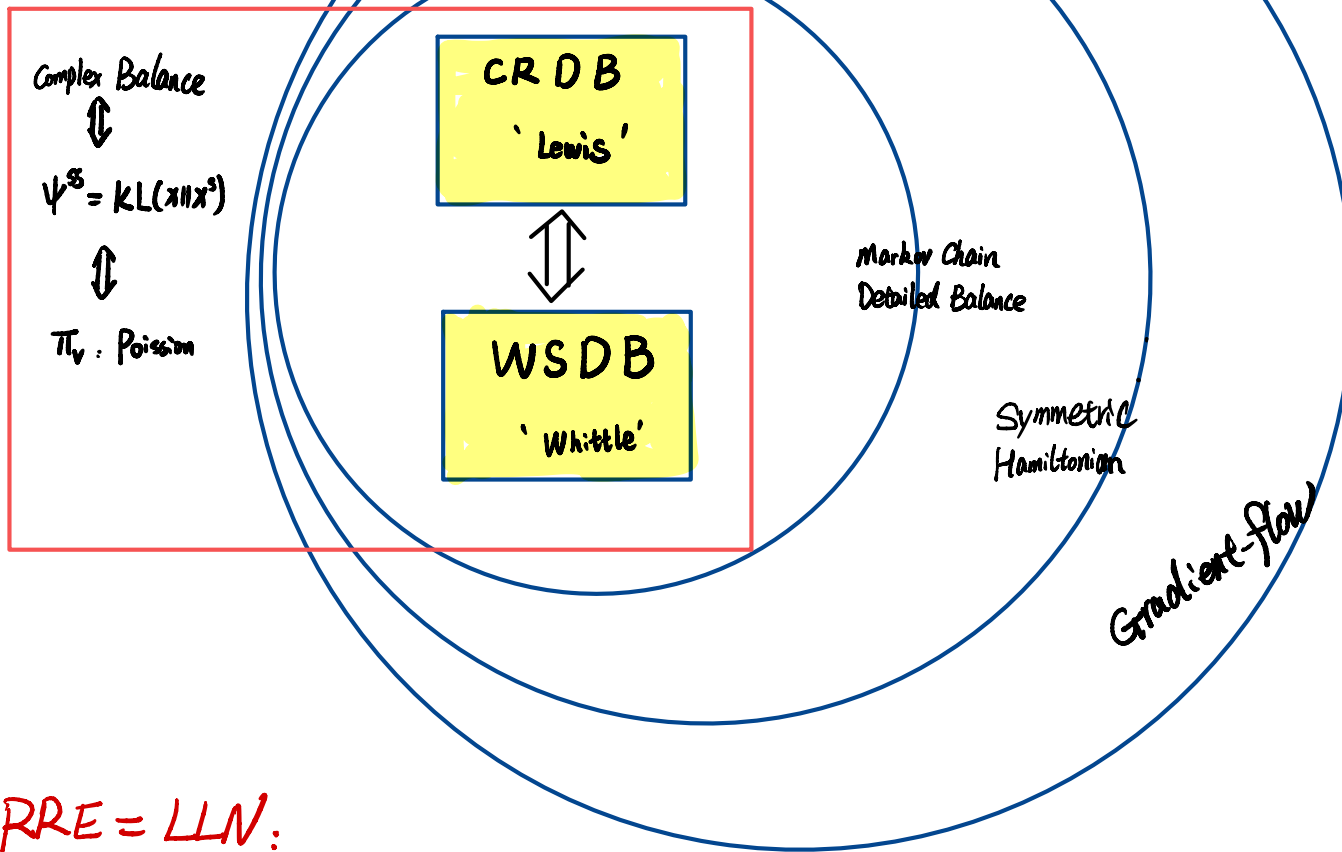 Complex Balance
⇕
ψ^ss = KL(x||x^s)
⇕
π_v : Poission
CRDB
'Lewis'
⇕
WSDB
'Whittle'
Markov Chain
Detailed Balance
Symmetric
Hamiltonian
Gradient-flow
RRE = LLN: